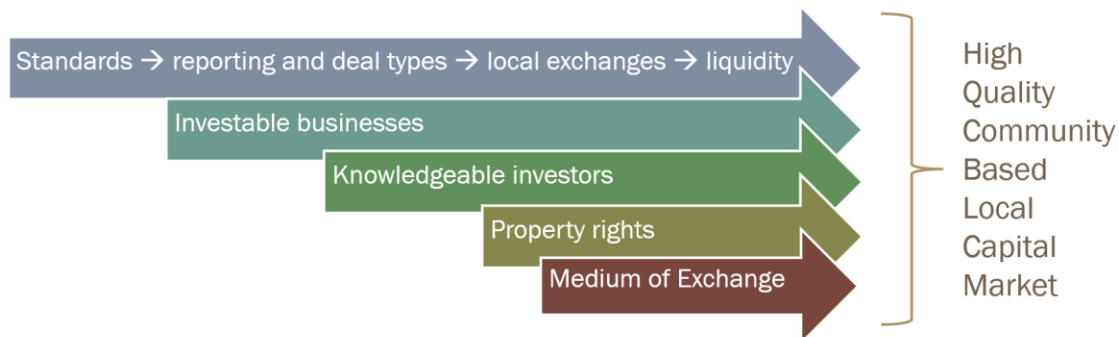 Standards → reporting and deal types → local exchanges → liquidity
Investable businesses
Knowledgeable investors
Property rights
Medium of Exchange
High
Quality
Community
Based
Local
Capital
Market